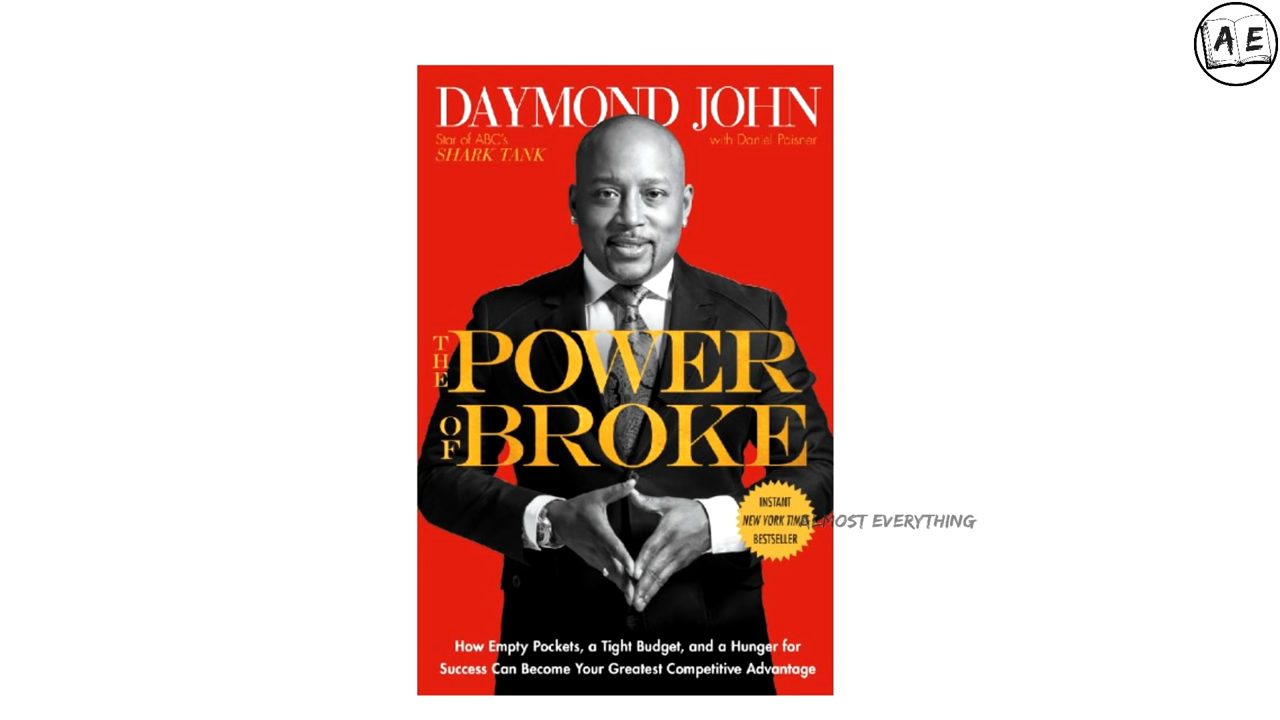 A E
DAYMOND JOHN
Star of ABC's
SHARK TANK
with Daniel Paisner
THE POWER
OF BROKE
INSTANT
NEW YORK TIMES
BESTSELLER
ALMOST EVERYTHING
How Empty Pockets, a Tight Budget, and a Hunger for
Success Can Become Your Greatest Competitive Advantage